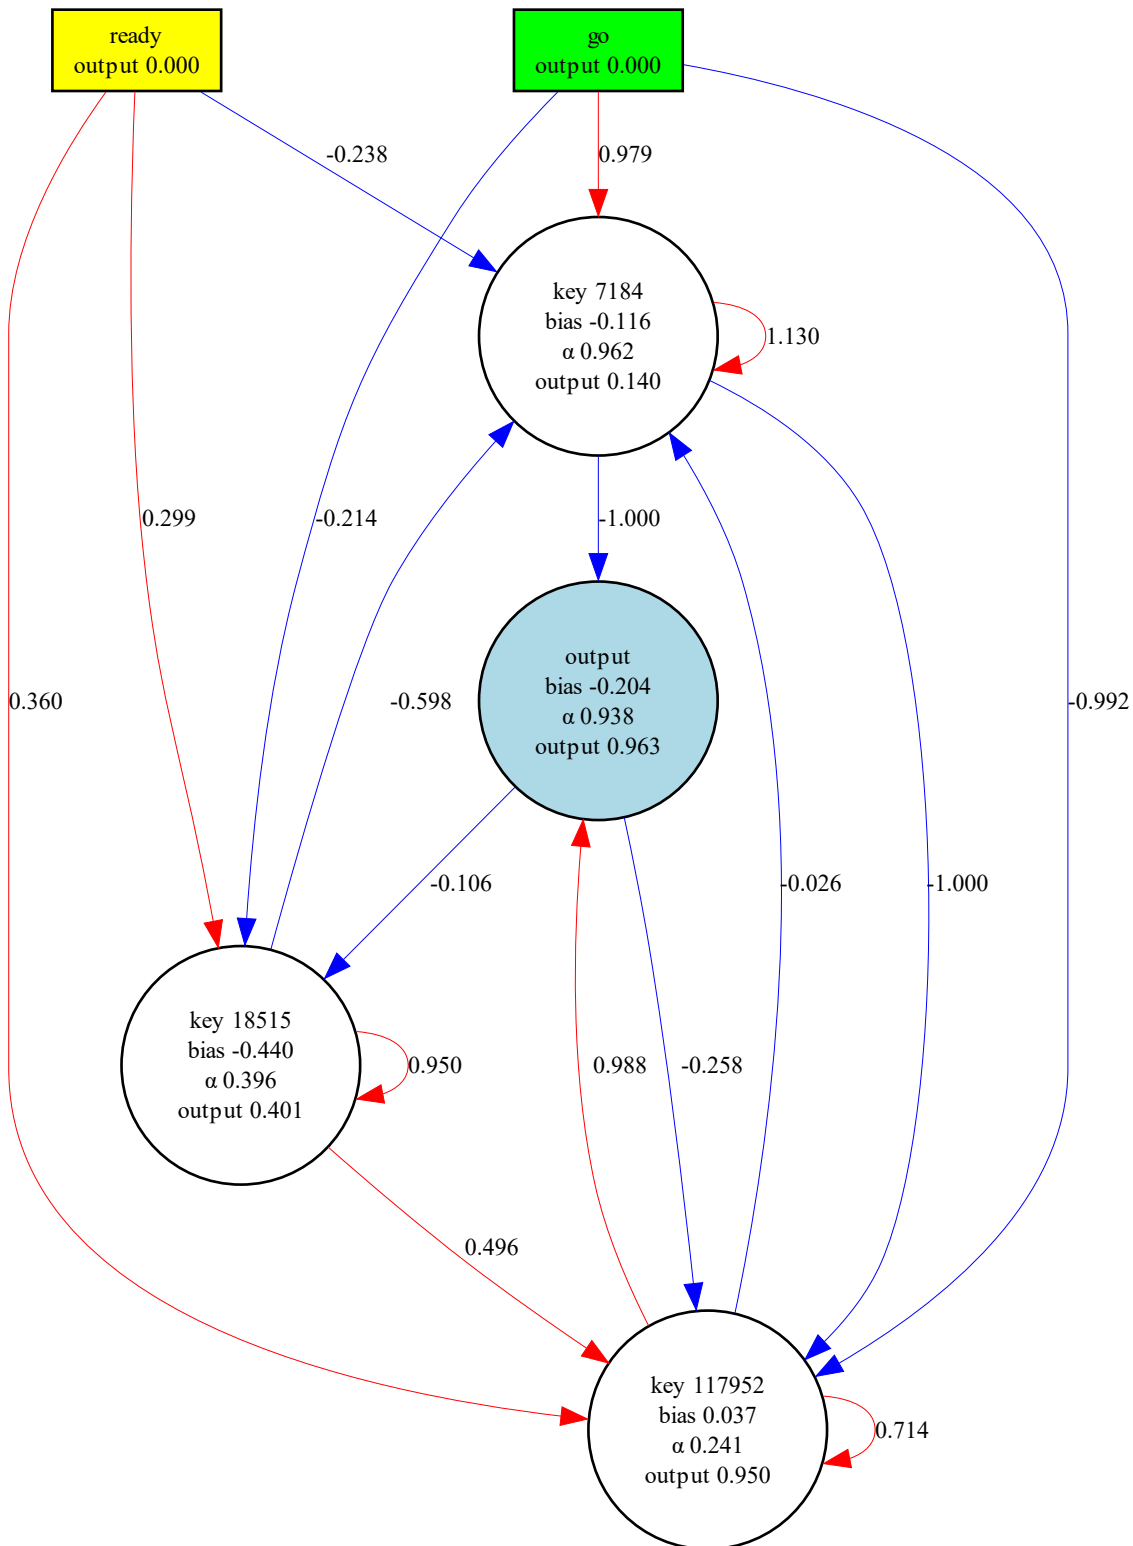 ready
output 0.000
go
output 0.000
-0.238
0.979
key 7184
bias -0.116
α 0.962
output 0.140
1.130
0.299
-0.214
-1.000
output
bias -0.204
α 0.938
output 0.963
0.360
-0.598
-0.992
-0.106
-0.026
-1.000
key 18515
bias -0.440
α 0.396
output 0.401
0.950
0.988
-0.258
0.496
key 117952
bias 0.037
α 0.241
output 0.950
0.714